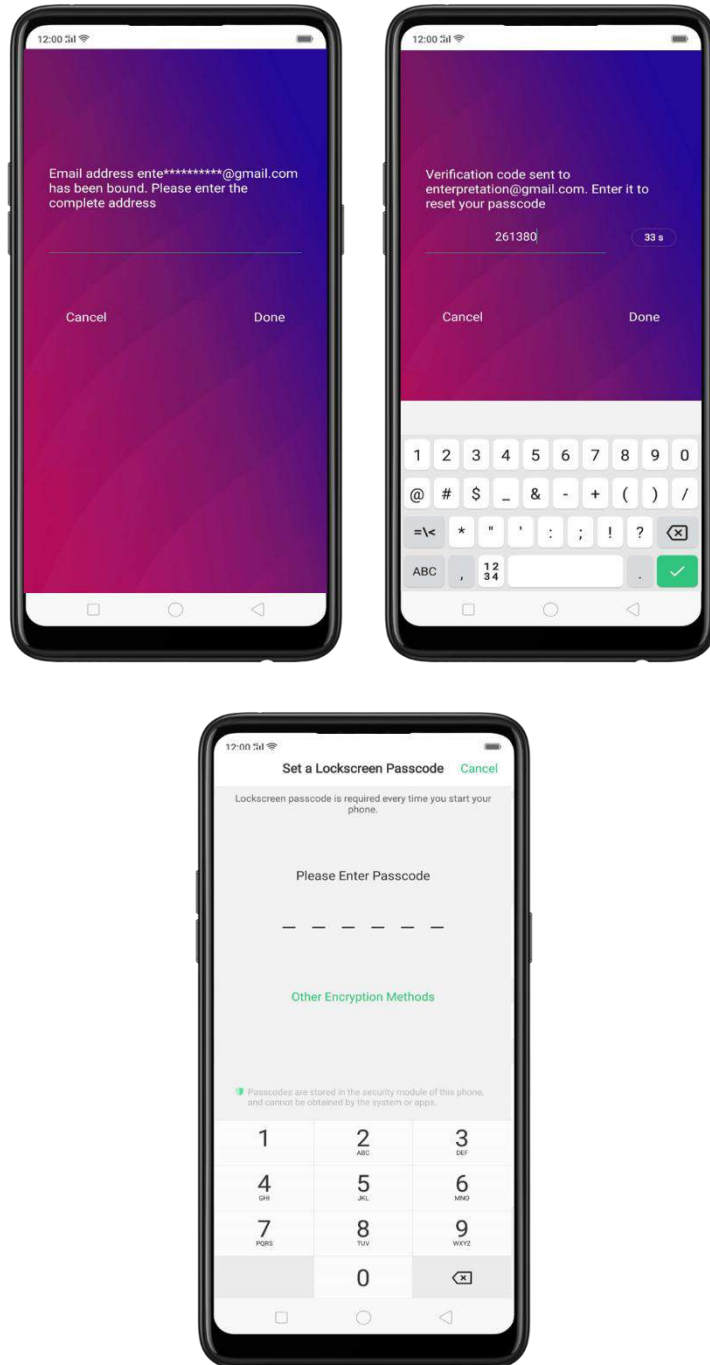 12:00
Email address ente**********@gmail.com
has been bound. Please enter the
complete address
Cancel Done
12:00
Verification code sent to
enterpretation@gmail.com. Enter it to
reset your passcode
261380 33 s
Cancel Done
1 2 3 4 5 6 7 8 9 0
@ # $ _ & - + ( ) /
=\< * " ' : ; ! ?
ABC , 12 .
34
12:00
Set a Lockscreen Passcode Cancel
Lockscreen passcode is required every time you start your
phone.
Please Enter Passcode
Other Encryption Methods
Passcodes are stored in the security module of this phone,
and cannot be obtained by the system or apps.
1 2 3
ABC DEF
4 5 6
GHI JKL MNO
7 8 9
PQRS TUV WXYZ
0